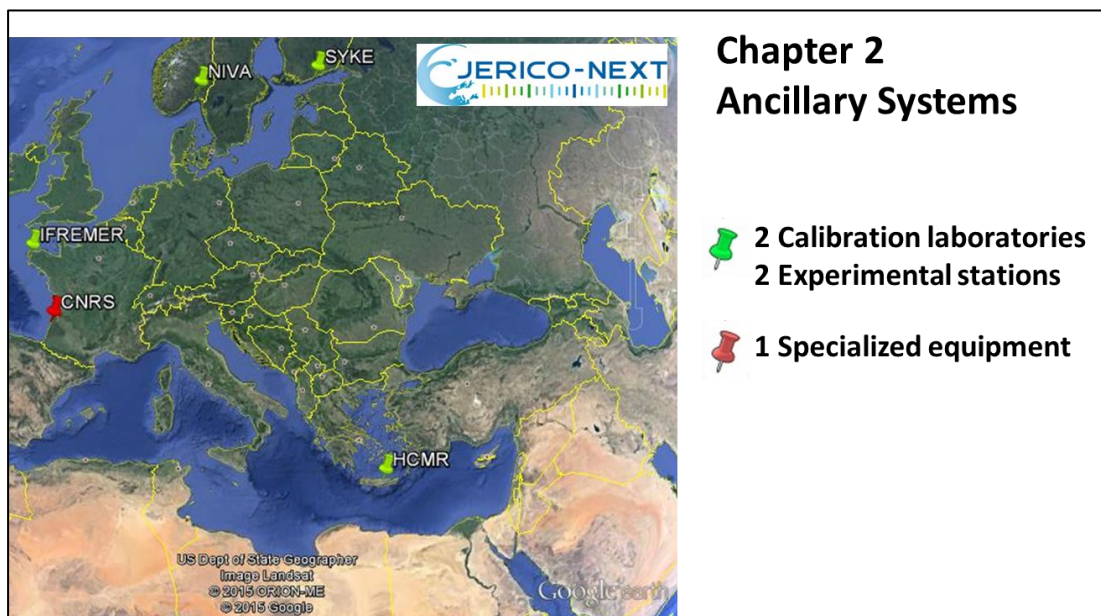 JERICO-NEXT
NIVA
SYKE
IFREMER
CNRS
HCMR
US Dept of State Geographer
Image Landsat
© 2015 ORION-ME
© 2015 Google
Google earth
Chapter 2
Ancillary Systems
2 Calibration laboratories
2 Experimental stations
1 Specialized equipment